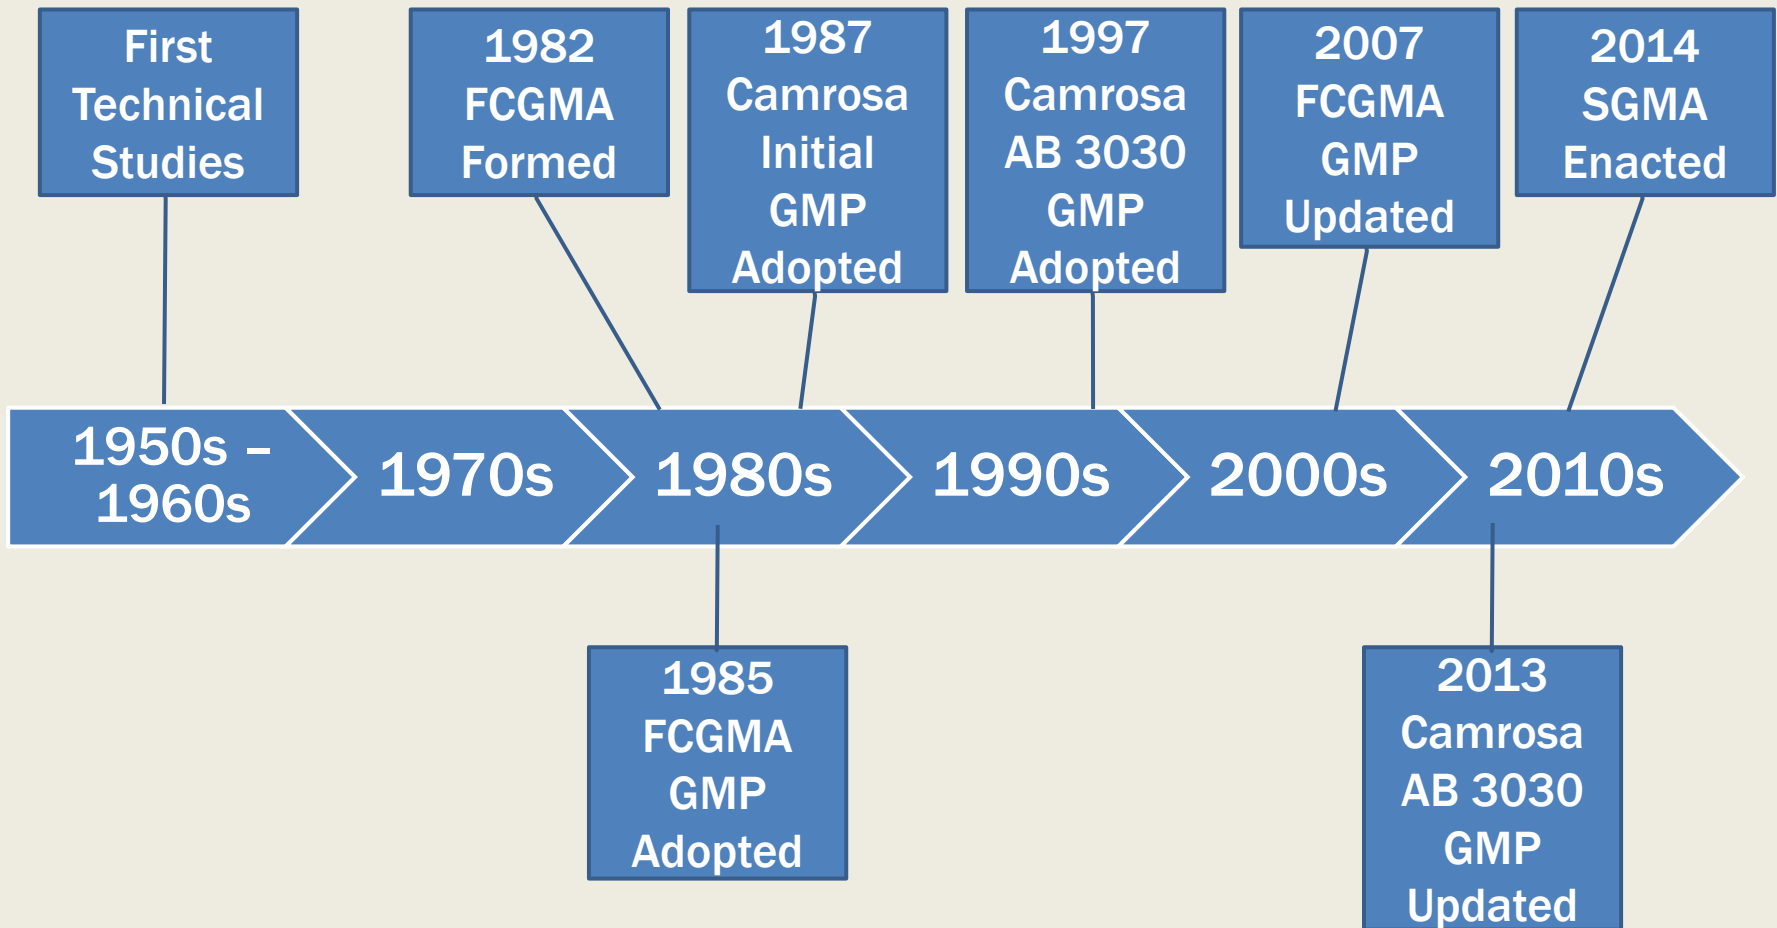 First
Technical
Studies
1982
FCGMA
Formed
1987
Camrosa
Initial
GMP
Adopted
1997
Camrosa
AB 3030
GMP
Adopted
2007
FCGMA
GMP
Updated
2014
SGMA
Enacted
1950s –
1960s
1970s
1980s
1990s
2000s
2010s
1985
FCGMA
GMP
Adopted
2013
Camrosa
AB 3030
GMP
Updated